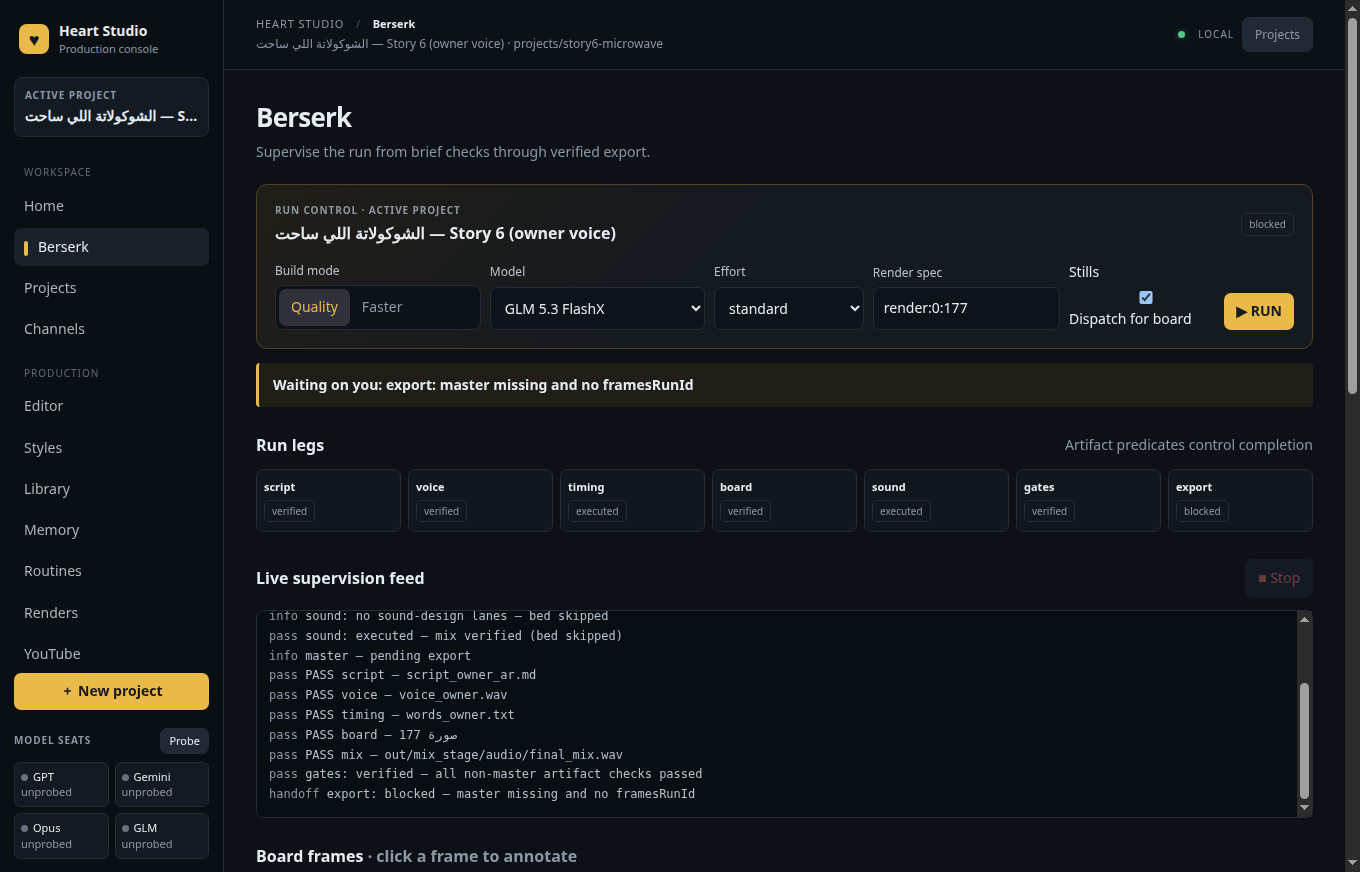 ♥
Heart Studio
Production console
ACTIVE PROJECT
الشوكولاتة اللي ساحت — S...
WORKSPACE
Home
Berserk
Projects
Channels
PRODUCTION
Editor
Styles
Library
Memory
Routines
Renders
YouTube
+ New project
MODEL SEATS
Probe
GPT
unprobed
Gemini
unprobed
Opus
unprobed
GLM
unprobed
HEART STUDIO / Berserk
الشوكولاتة اللي ساحت — Story 6 (owner voice) · projects/story6-microwave
LOCAL
Projects
Berserk
Supervise the run from brief checks through verified export.
RUN CONTROL · ACTIVE PROJECT
الشوكولاتة اللي ساحت — Story 6 (owner voice)
blocked
Build mode
Quality Faster
Model
GLM 5.3 FlashX
Effort
standard
Render spec
render:0:177
Stills
Dispatch for board
▶ RUN
Waiting on you: export: master missing and no framesRunId
Run legs
Artifact predicates control completion
script
verified
voice
verified
timing
executed
board
verified
sound
executed
gates
verified
export
blocked
Live supervision feed
■ Stop
info sound: no sound-design lanes — bed skipped
pass sound: executed — mix verified (bed skipped)
info master — pending export
pass PASS script — script_owner_ar.md
pass PASS voice — voice_owner.wav
pass PASS timing — words_owner.txt
pass PASS board — 177 صورة
pass PASS mix — out/mix_stage/audio/final_mix.wav
pass gates: verified — all non-master artifact checks passed
handoff export: blocked — master missing and no framesRunId
Board frames · click a frame to annotate